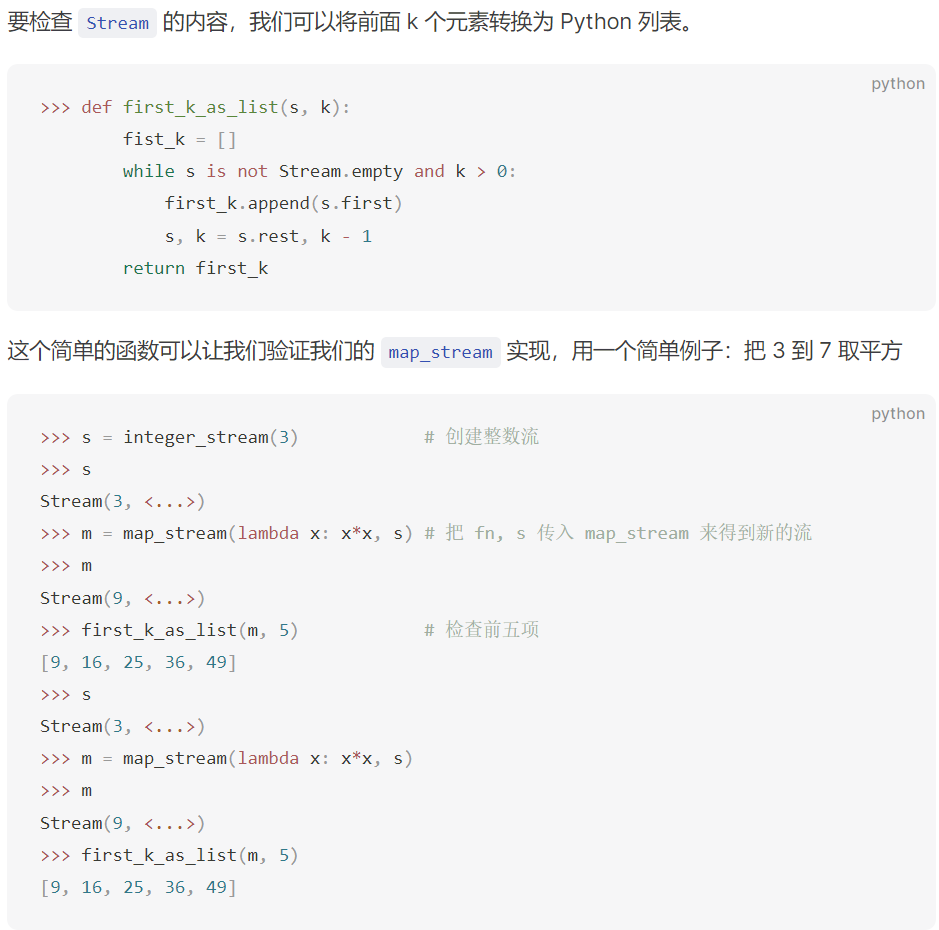 要检查 Stream 的内容，我们可以将前面 k 个元素转换为 Python 列表。
python
>>> def first_k_as_list(s, k):
        fist_k = []
        while s is not Stream.empty and k > 0:
            first_k.append(s.first)
            s, k = s.rest, k - 1
        return first_k
这个简单的函数可以让我们验证我们的 map_stream 实现，用一个简单例子：把 3 到 7 取平方
python
>>> s = integer_stream(3)            # 创建整数流
>>> s
Stream(3, <...>)
>>> m = map_stream(lambda x: x*x, s) # 把 fn, s 传入 map_stream 来得到新的流
>>> m
Stream(9, <...>)
>>> first_k_as_list(m, 5)            # 检查前五项
[9, 16, 25, 36, 49]
>>> s
Stream(3, <...>)
>>> m = map_stream(lambda x: x*x, s)
>>> m
Stream(9, <...>)
>>> first_k_as_list(m, 5)
[9, 16, 25, 36, 49]